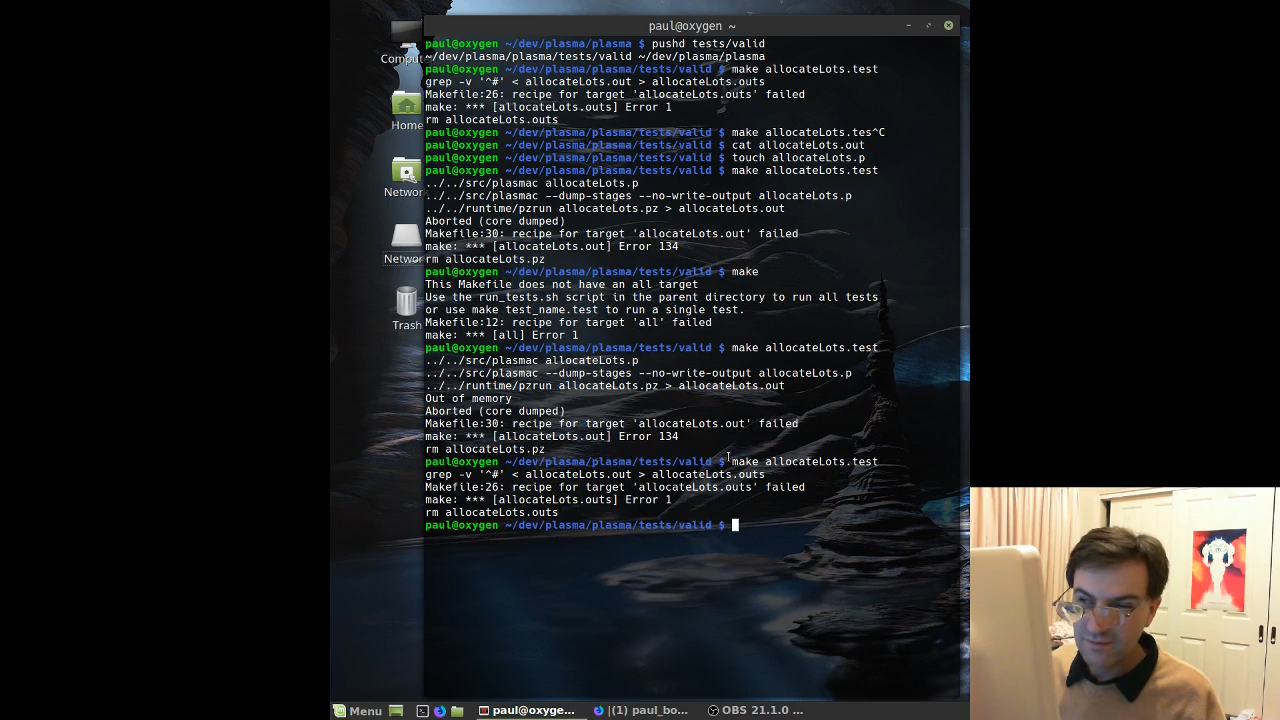 paul@oxygen ~
paul@oxygen ~/dev/plasma/plasma $ pushd tests/valid
~/dev/plasma/plasma/tests/valid ~/dev/plasma/plasma
paul@oxygen ~/dev/plasma/plasma/tests/valid $ make allocateLots.test
grep -v '^#' < allocateLots.out > allocateLots.outs
Makefile:26: recipe for target 'allocateLots.outs' failed
make: *** [allocateLots.outs] Error 1
rm allocateLots.outs
paul@oxygen ~/dev/plasma/plasma/tests/valid $ make allocateLots.tes^C
paul@oxygen ~/dev/plasma/plasma/tests/valid $ cat allocateLots.out
paul@oxygen ~/dev/plasma/plasma/tests/valid $ touch allocateLots.p
paul@oxygen ~/dev/plasma/plasma/tests/valid $ make allocateLots.test
../../src/plasmac allocateLots.p
../../src/plasmac --dump-stages --no-write-output allocateLots.p
../../runtime/pzrun allocateLots.pz > allocateLots.out
Aborted (core dumped)
Makefile:30: recipe for target 'allocateLots.out' failed
make: *** [allocateLots.out] Error 134
rm allocateLots.pz
paul@oxygen ~/dev/plasma/plasma/tests/valid $ make
This Makefile does not have an all target
Use the run_tests.sh script in the parent directory to run all tests
or use make test_name.test to run a single test.
Makefile:12: recipe for target 'all' failed
make: *** [all] Error 1
paul@oxygen ~/dev/plasma/plasma/tests/valid $ make allocateLots.test
../../src/plasmac allocateLots.p
../../src/plasmac --dump-stages --no-write-output allocateLots.p
../../runtime/pzrun allocateLots.pz > allocateLots.out
Out of memory
Aborted (core dumped)
Makefile:30: recipe for target 'allocateLots.out' failed
make: *** [allocateLots.out] Error 134
rm allocateLots.pz
paul@oxygen ~/dev/plasma/plasma/tests/valid $ make allocateLots.test
grep -v '^#' < allocateLots.out > allocateLots.outs
Makefile:26: recipe for target 'allocateLots.outs' failed
make: *** [allocateLots.outs] Error 1
rm allocateLots.outs
paul@oxygen ~/dev/plasma/plasma/tests/valid $
Comput
Home
Networ
Networ
Trash
Menu
paul@oxyge...
(1) paul_bo...
OBS 21.1.0 ...